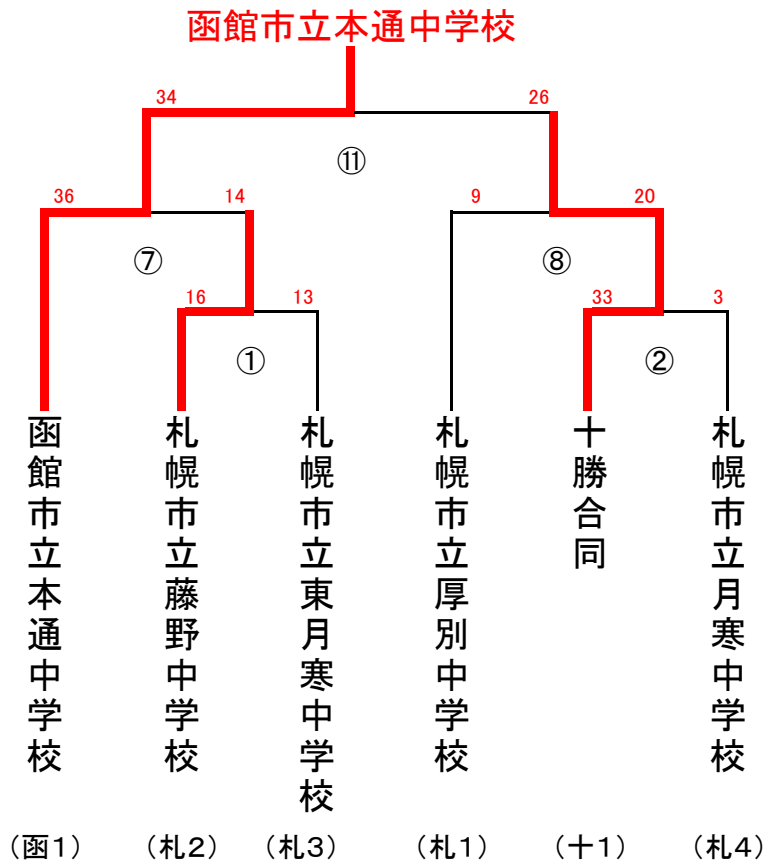 函館市立本通中学校
34
26
⑪
36
14
9
20
⑦
⑧
16
13
33
3
①
②
函館市立本通中学校
札幌市立藤野中学校
札幌市立東月寒中学校
札幌市立厚別中学校
十勝合同
札幌市立月寒中学校
（函1）
（札2）
（札3）
（札1）
（十1）
（札4）